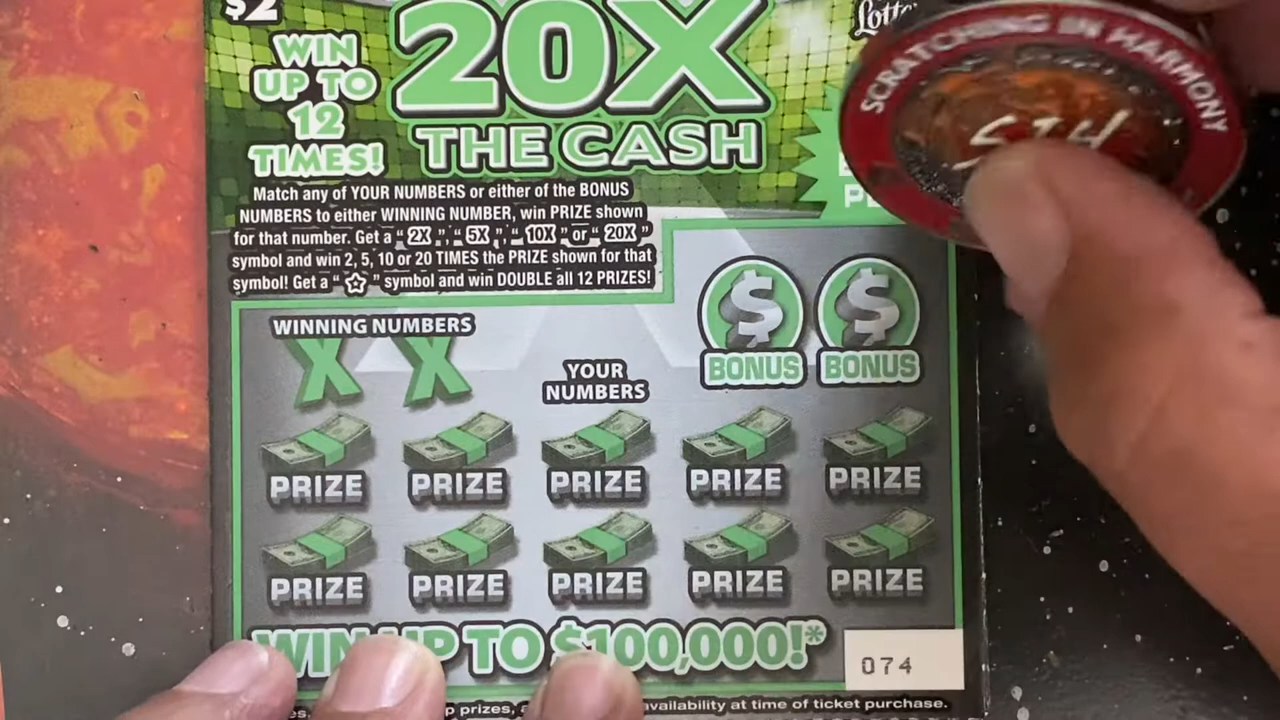 $2
WIN
UP TO
12
TIMES!
20X
THE CASH
SCRATCHING IN HARMONY
SIH
Match any of YOUR NUMBERS or either of the BONUS
NUMBERS to either WINNING NUMBER, win PRIZE shown
for that number. Get a "2X", "5X", "10X" or "20X"
symbol and win 2, 5, 10 or 20 TIMES the PRIZE shown for that
symbol! Get a "☆" symbol and win DOUBLE all 12 PRIZES!
WINNING NUMBERS
X X
$ $
BONUS BONUS
YOUR
NUMBERS
PRIZE PRIZE PRIZE PRIZE PRIZE
PRIZE PRIZE PRIZE PRIZE PRIZE
WIN UP TO $100,000!*
074
prizes, availability at time of ticket purchase.